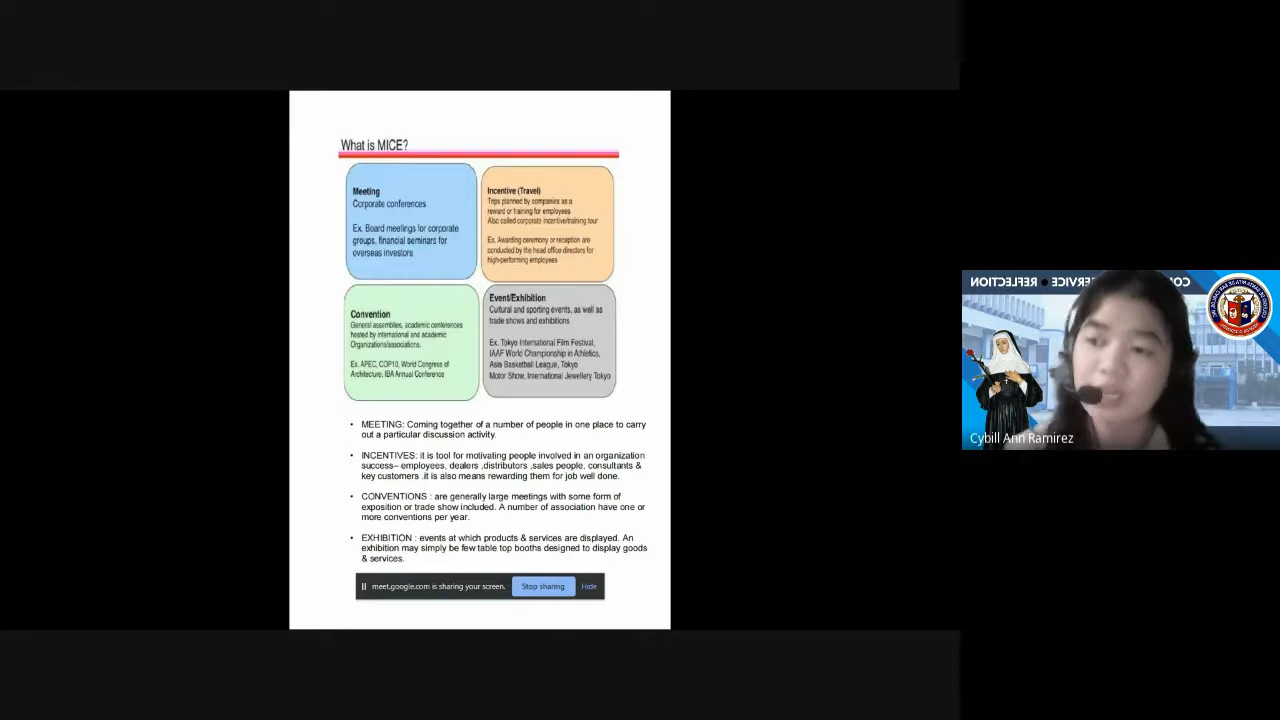 What is MICE?
Meeting
Corporate conferences
Ex. Board meetings for corporate
groups, financial seminars for
overseas investors
Incentive (Travel)
Trips planned by companies as a
reward or training for employees
Also called corporate incentive/training tour
Ex. Awarding ceremony or reception are
conducted by the head office directors for
high-performing employees
Convention
General assemblies, academic conferences
hosted by international and academic
Organizations/associations.
Ex. APEC, COP10, World Congress of
Architecture, IBA Annual Conference
Event/Exhibition
Cultural and sporting events, as well as
trade shows and exhibitions
Ex. Tokyo International Film Festival,
IAAF World Championship in Athletics,
Asia Basketball League, Tokyo
Motor Show, International Jewellery Tokyo
• MEETING: Coming together of a number of people in one place to carry
out a particular discussion activity.
• INCENTIVES: it is tool for motivating people involved in an organization
success– employees, dealers ,distributors ,sales people, consultants &
key customers .it is also means rewarding them for job well done.
• CONVENTIONS : are generally large meetings with some form of
exposition or trade show included. A number of association have one or
more conventions per year.
• EXHIBITION : events at which products & services are displayed. An
exhibition may simply be few table top booths designed to display goods
& services.
meet.google.com is sharing your screen.
Stop sharing
Hide
SERVICE ● REFLECTION
Cybill Ann Ramirez